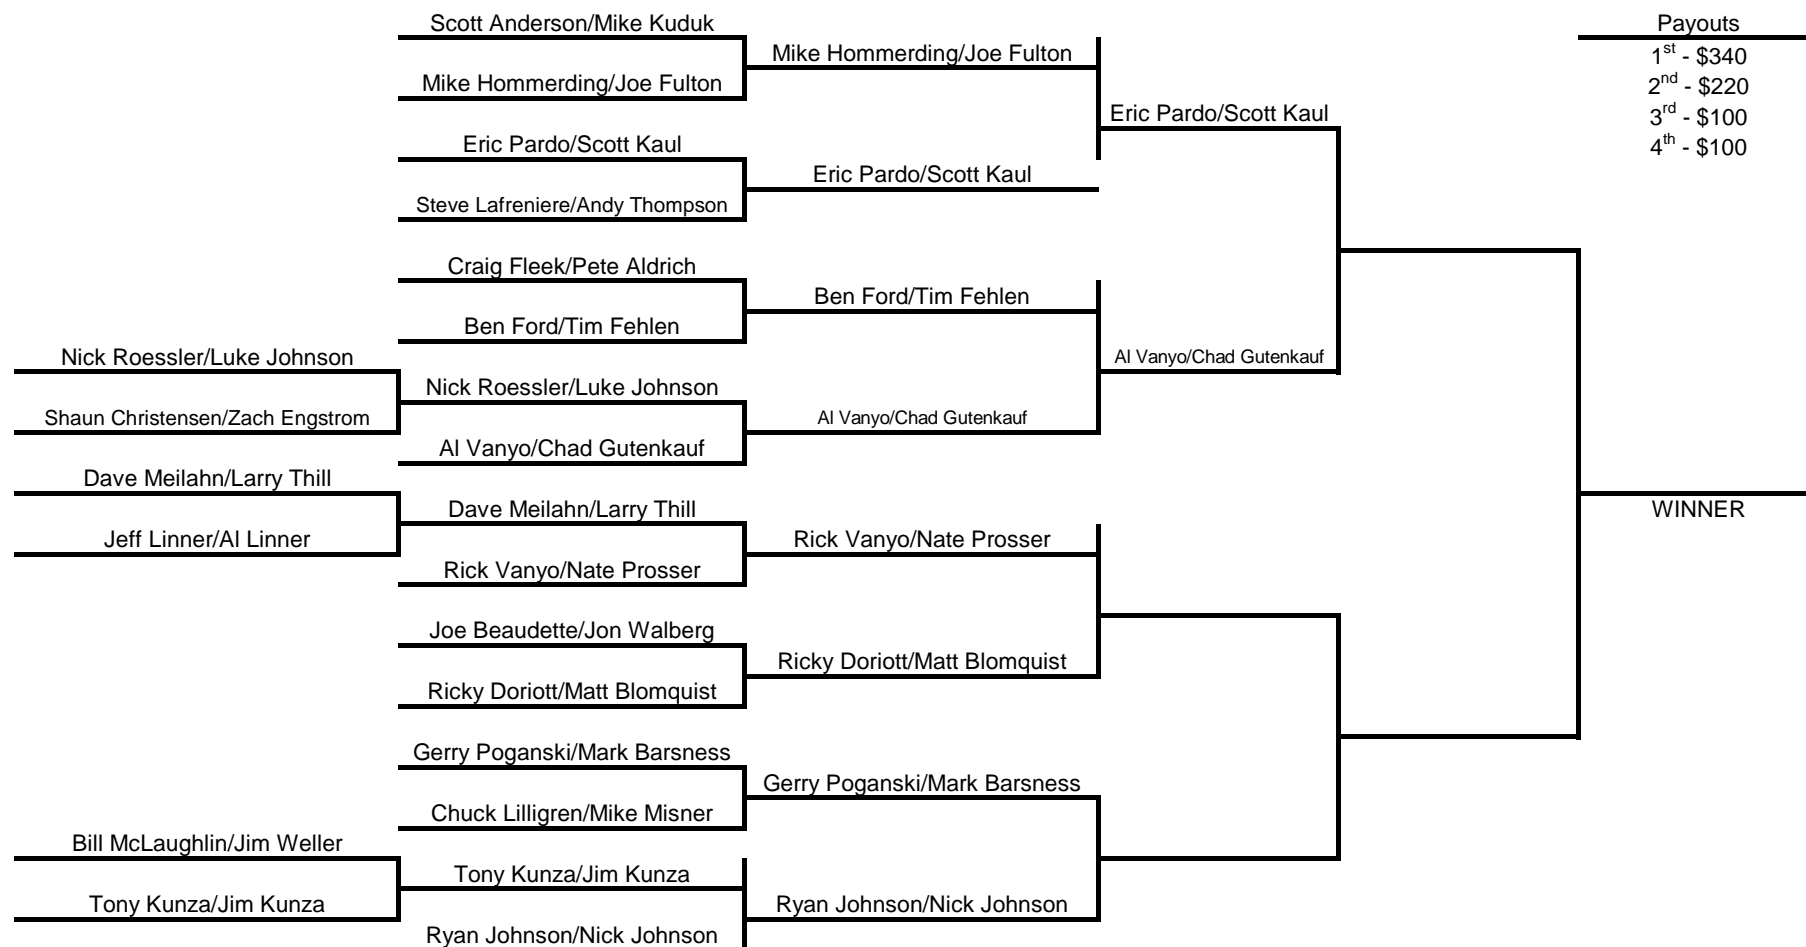 Scott Anderson/Mike Kuduk
Mike Hommerding/Joe Fulton
Eric Pardo/Scott Kaul
Steve Lafreniere/Andy Thompson
Craig Fleek/Pete Aldrich
Ben Ford/Tim Fehlen
Nick Roessler/Luke Johnson
Shaun Christensen/Zach Engstrom
Nick Roessler/Luke Johnson
Al Vanyo/Chad Gutenkauf
Dave Meilahn/Larry Thill
Jeff Linner/Al Linner
Dave Meilahn/Larry Thill
Rick Vanyo/Nate Prosser
Joe Beaudette/Jon Walberg
Ricky Doriott/Matt Blomquist
Gerry Poganski/Mark Barsness
Chuck Lilligren/Mike Misner
Bill McLaughlin/Jim Weller
Tony Kunza/Jim Kunza
Tony Kunza/Jim Kunza
Ryan Johnson/Nick Johnson
Mike Hommerding/Joe Fulton
Eric Pardo/Scott Kaul
Ben Ford/Tim Fehlen
Al Vanyo/Chad Gutenkauf
Rick Vanyo/Nate Prosser
Ricky Doriott/Matt Blomquist
Gerry Poganski/Mark Barsness
Ryan Johnson/Nick Johnson
Eric Pardo/Scott Kaul
Al Vanyo/Chad Gutenkauf
WINNER
Payouts
1st - $340
2nd - $220
3rd - $100
4th - $100